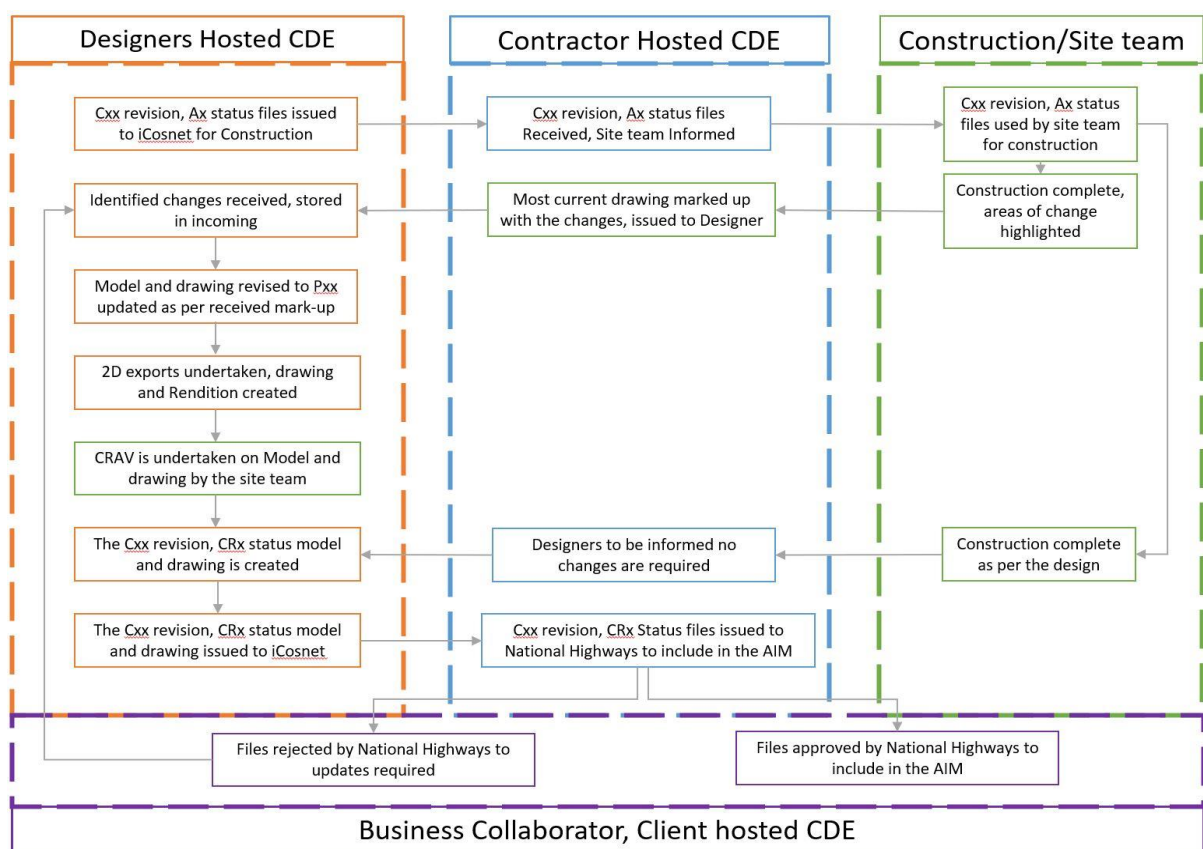 Designers Hosted CDE
Contractor Hosted CDE
Construction/Site team
Cxx revision, Ax status files issued
to iCosnet for Construction
Cxx revision, Ax status files
Received, Site team Informed
Cxx revision, Ax status
files used by site team
for construction
Identified changes received, stored
in incoming
Most current drawing marked up
with the changes, issued to Designer
Construction complete,
areas of change
highlighted
Model and drawing revised to Pxx
updated as per received mark-up
2D exports undertaken, drawing
and Rendition created
CRAV is undertaken on Model and
drawing by the site team
The Cxx revision, CRx status model
and drawing is created
Designers to be informed no
changes are required
Construction complete
as per the design
The Cxx revision, CRx status model
and drawing issued to iCosnet
Cxx revision, CRx Status files issued to
National Highways to include in the AIM
Files rejected by National Highways to
updates required
Files approved by National Highways to
include in the AIM
Business Collaborator, Client hosted CDE